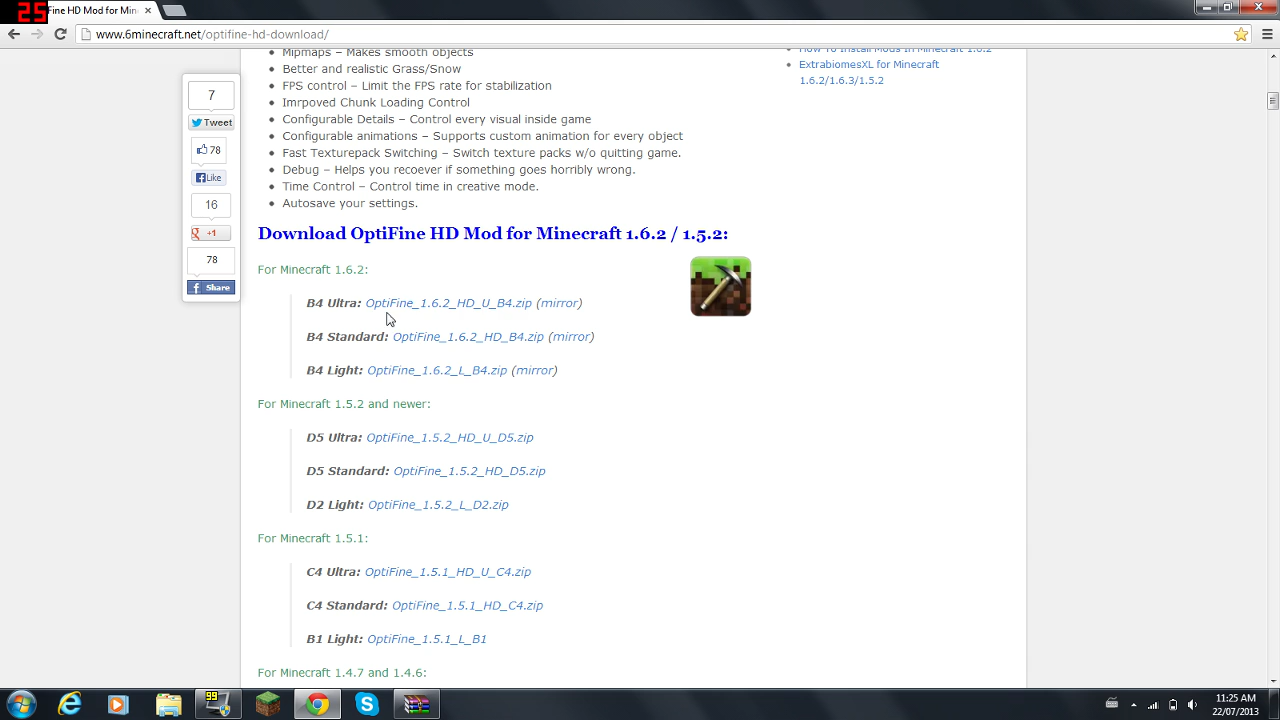 25
Fine HD Mod for Min
www.6minecraft.net/optifine-hd-download/
Mipmaps – Makes smooth objects
Better and realistic Grass/Snow
FPS control – Limit the FPS rate for stabilization
Imrpoved Chunk Loading Control
Configurable Details – Control every visual inside game
Configurable animations – Supports custom animation for every object
Fast Texturepack Switching – Switch texture packs w/o quitting game.
Debug – Helps you recoever if something goes horribly wrong.
Time Control – Control time in creative mode.
Autosave your settings.
How To Install Mods In Minecraft 1.6.2
ExtrabiomesXL for Minecraft
1.6.2/1.6.3/1.5.2
7
Tweet
78
Like
16
+1
78
Share
Download OptiFine HD Mod for Minecraft 1.6.2 / 1.5.2:
For Minecraft 1.6.2:
B4 Ultra: OptiFine_1.6.2_HD_U_B4.zip (mirror)
B4 Standard: OptiFine_1.6.2_HD_B4.zip (mirror)
B4 Light: OptiFine_1.6.2_L_B4.zip (mirror)
For Minecraft 1.5.2 and newer:
D5 Ultra: OptiFine_1.5.2_HD_U_D5.zip
D5 Standard: OptiFine_1.5.2_HD_D5.zip
D2 Light: OptiFine_1.5.2_L_D2.zip
For Minecraft 1.5.1:
C4 Ultra: OptiFine_1.5.1_HD_U_C4.zip
C4 Standard: OptiFine_1.5.1_HD_C4.zip
B1 Light: OptiFine_1.5.1_L_B1
For Minecraft 1.4.7 and 1.4.6:
99
11:25 AM
22/07/2013